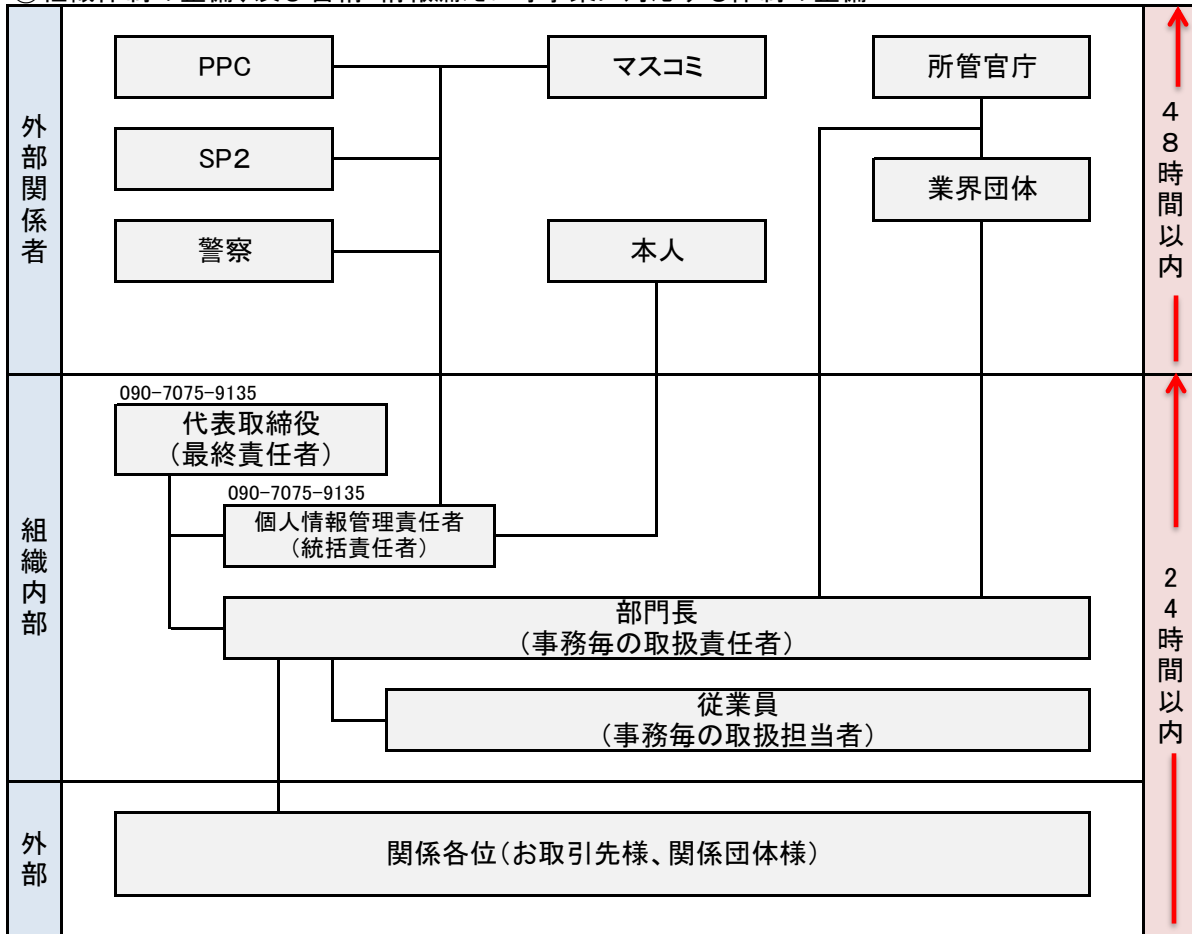 PPC
マスコミ
所管官庁
SP2
業界団体
警察
本人
外部関係者
48時間以内
090-7075-9135
代表取締役
（最終責任者）
090-7075-9135
個人情報管理責任者
（統括責任者）
組織内部
部門長
（事務毎の取扱責任者）
従業員
（事務毎の取扱担当者）
24時間以内
外部
関係各位（お取引先様、関係団体様）